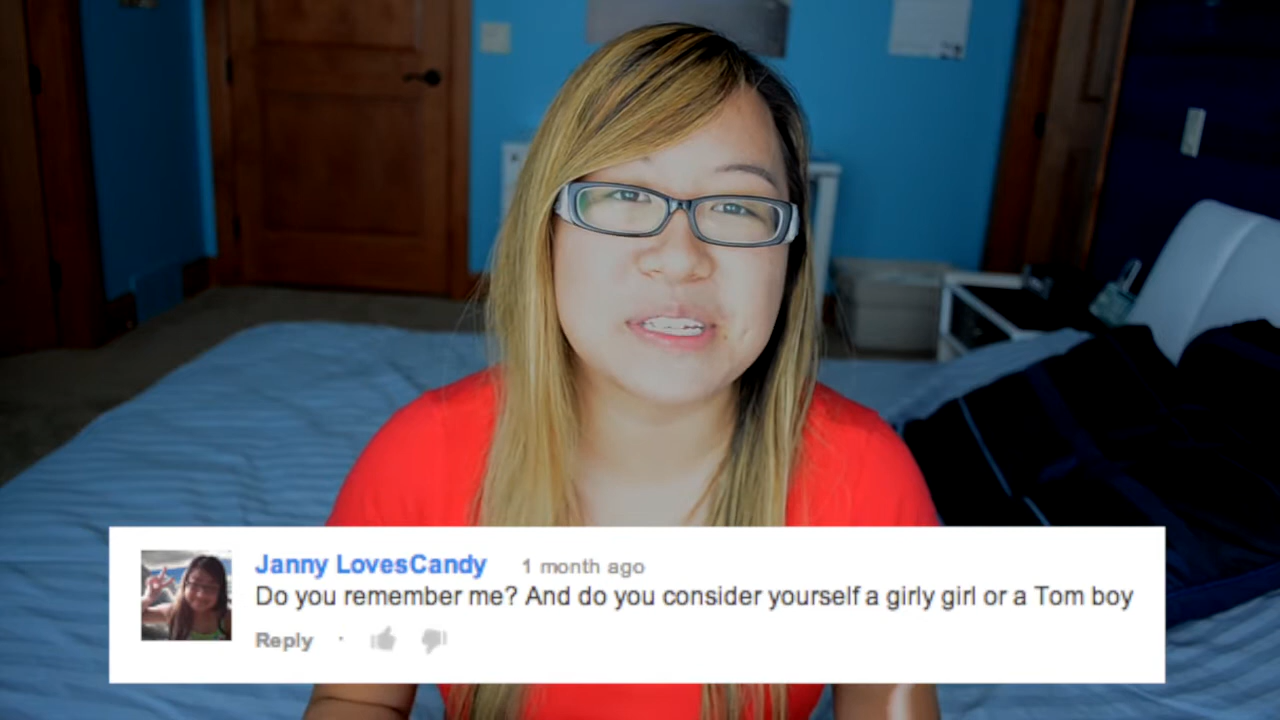 Janny LovesCandy 1 month ago
Do you remember me? And do you consider yourself a girly girl or a Tom boy
Reply ·